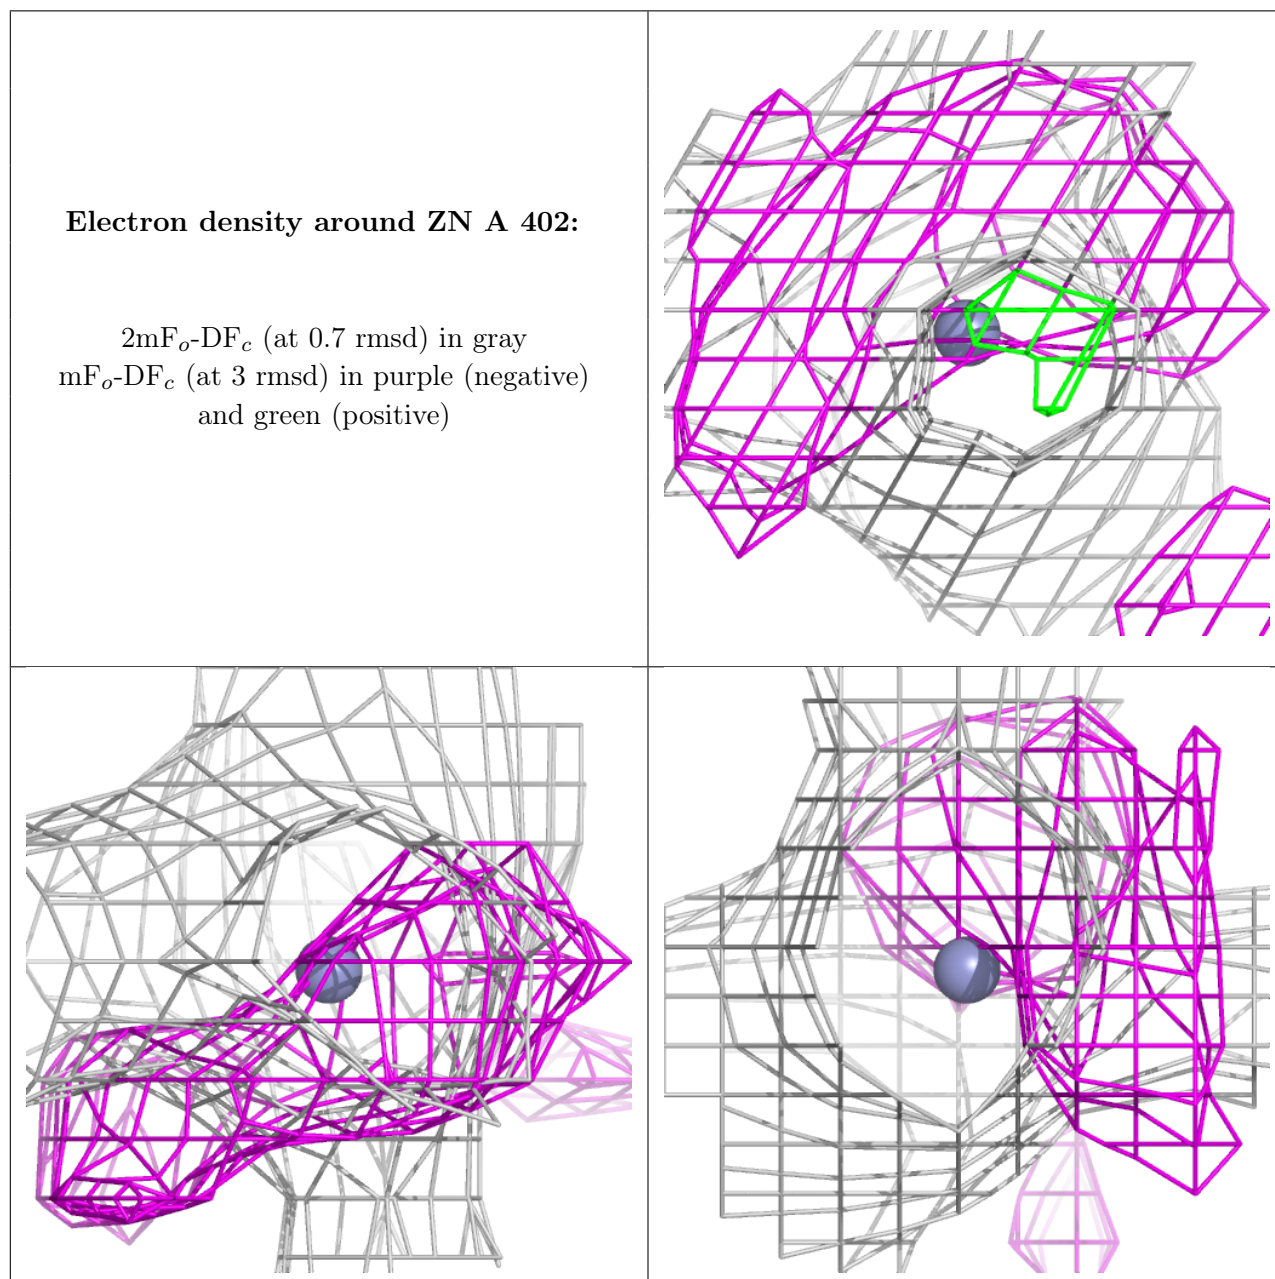 Electron density around ZN A 402:
2mFo-DFc (at 0.7 rmsd) in gray
mFo-DFc (at 3 rmsd) in purple (negative)
and green (positive)